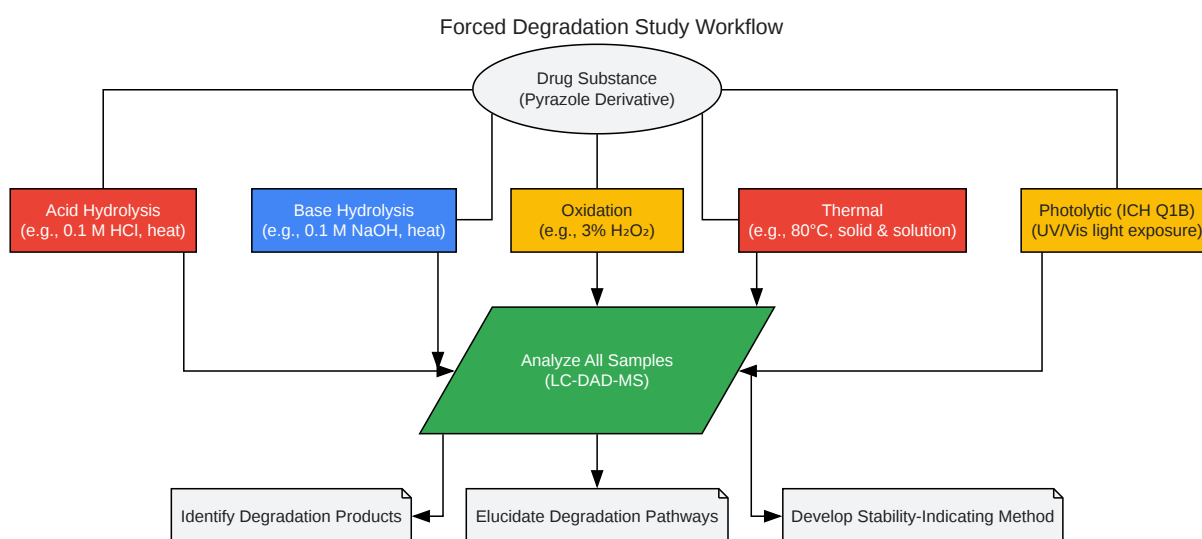 Forced Degradation Study Workflow
Drug Substance
(Pyrazole Derivative)
Acid Hydrolysis
(e.g., 0.1 M HCl, heat)
Base Hydrolysis
(e.g., 0.1 M NaOH, heat)
Oxidation
(e.g., 3% H₂O₂)
Thermal
(e.g., 80°C, solid & solution)
Photolytic (ICH Q1B)
(UV/Vis light exposure)
Analyze All Samples
(LC-DAD-MS)
Identify Degradation Products
Elucidate Degradation Pathways
Develop Stability-Indicating Method